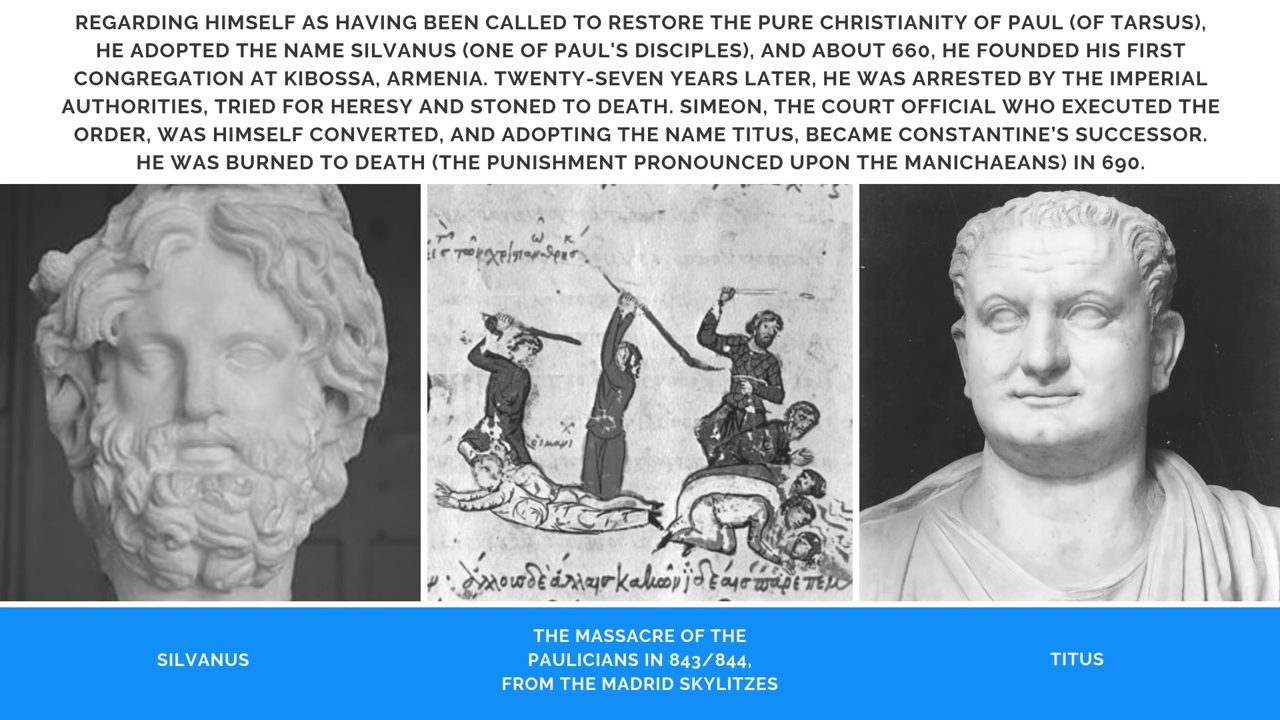 REGARDING HIMSELF AS HAVING BEEN CALLED TO RESTORE THE PURE CHRISTIANITY OF PAUL (OF TARSUS),
HE ADOPTED THE NAME SILVANUS (ONE OF PAUL'S DISCIPLES), AND ABOUT 660, HE FOUNDED HIS FIRST
CONGREGATION AT KIBOSSA, ARMENIA. TWENTY-SEVEN YEARS LATER, HE WAS ARRESTED BY THE IMPERIAL
AUTHORITIES, TRIED FOR HERESY AND STONED TO DEATH. SIMEON, THE COURT OFFICIAL WHO EXECUTED THE
ORDER, WAS HIMSELF CONVERTED, AND ADOPTING THE NAME TITUS, BECAME CONSTANTINE’S SUCCESSOR.
HE WAS BURNED TO DEATH (THE PUNISHMENT PRONOUNCED UPON THE MANICHAEANS) IN 690.
SILVANUS
THE MASSACRE OF THE
PAULICIANS IN 843/844,
FROM THE MADRID SKYLITZES
TITUS